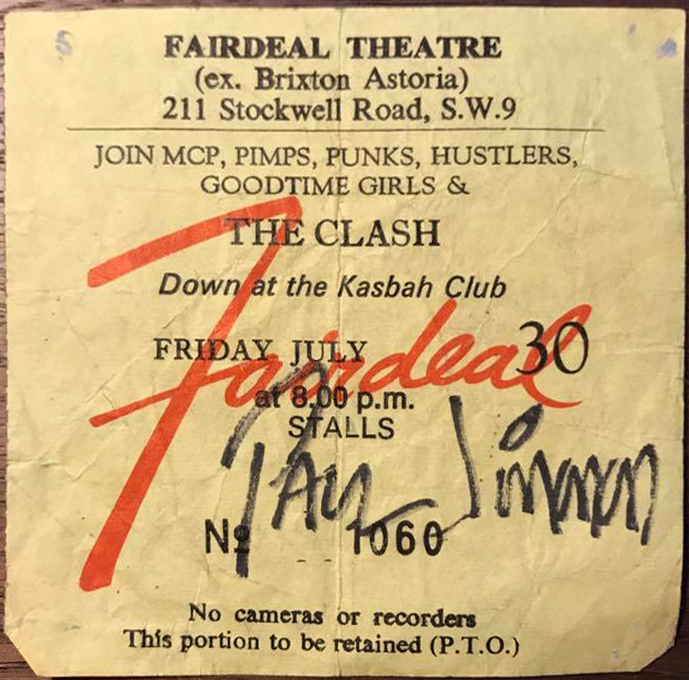 FAIRDEAL THEATRE
(ex. Brixton Astoria)
211 Stockwell Road, S.W.9
JOIN MCP, PIMPS, PUNKS, HUSTLERS,
GOODTIME GIRLS &
THE CLASH
Down at the Kasbah Club
FRIDAY JULY 30
Fairdeal
at 8.00 p.m.
STALLS
Paul Simonon
Nº 1060
No cameras or recorders
This portion to be retained (P.T.O.)